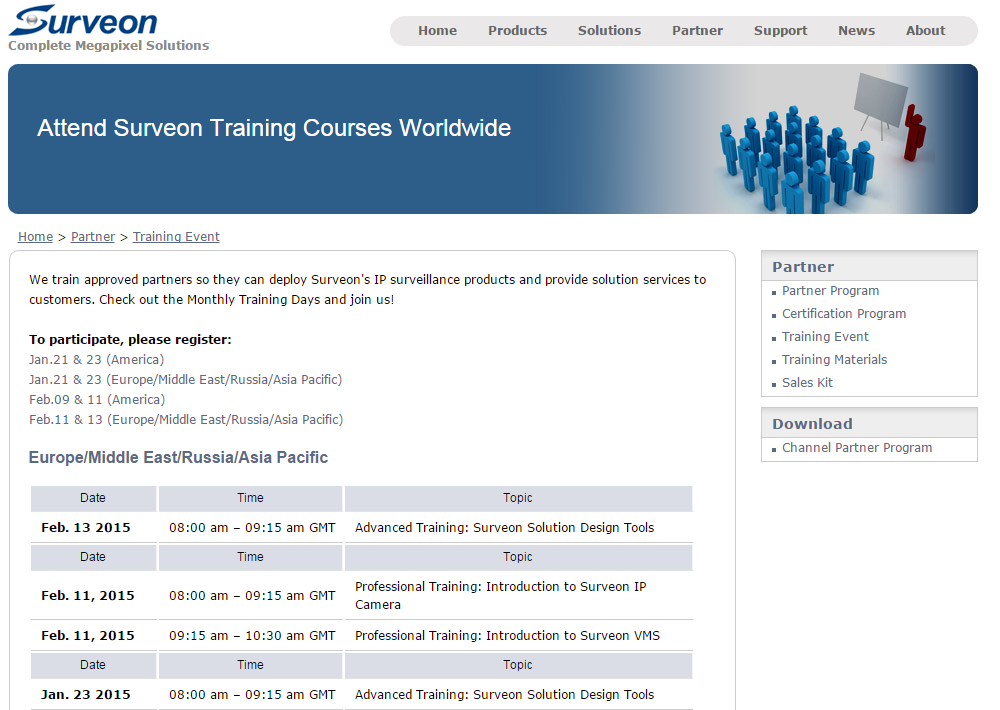 Surveon
Complete Megapixel Solutions
Home Products Solutions Partner Support News About
Attend Surveon Training Courses Worldwide
Home > Partner > Training Event
We train approved partners so they can deploy Surveon's IP surveillance products and provide solution services to
customers. Check out the Monthly Training Days and join us!
To participate, please register:
Jan.21 & 23 (America)
Jan.21 & 23 (Europe/Middle East/Russia/Asia Pacific)
Feb.09 & 11 (America)
Feb.11 & 13 (Europe/Middle East/Russia/Asia Pacific)
Europe/Middle East/Russia/Asia Pacific
Date Time Topic
Feb. 13 2015 08:00 am – 09:15 am GMT Advanced Training: Surveon Solution Design Tools
Date Time Topic
Feb. 11, 2015 08:00 am – 09:15 am GMT Professional Training: Introduction to Surveon IP
Camera
Feb. 11, 2015 09:15 am – 10:30 am GMT Professional Training: Introduction to Surveon VMS
Date Time Topic
Jan. 23 2015 08:00 am – 09:15 am GMT Advanced Training: Surveon Solution Design Tools
Partner
Partner Program
Certification Program
Training Event
Training Materials
Sales Kit
Download
Channel Partner Program